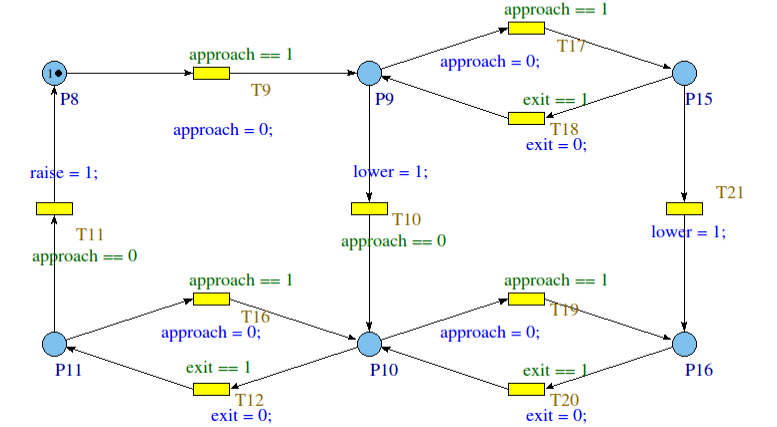 approach == 1
T17
approach == 1
approach = 0;
1
P8
T9
P9
exit == 1
P15
T18
approach = 0;
exit = 0;
raise = 1;
lower = 1;
T21
T10
T11
lower = 1;
approach == 0
approach == 0
approach == 1
approach == 1
T16
T19
approach = 0;
approach = 0;
P11
exit == 1
P10
exit == 1
P16
T12
T20
exit = 0;
exit = 0;